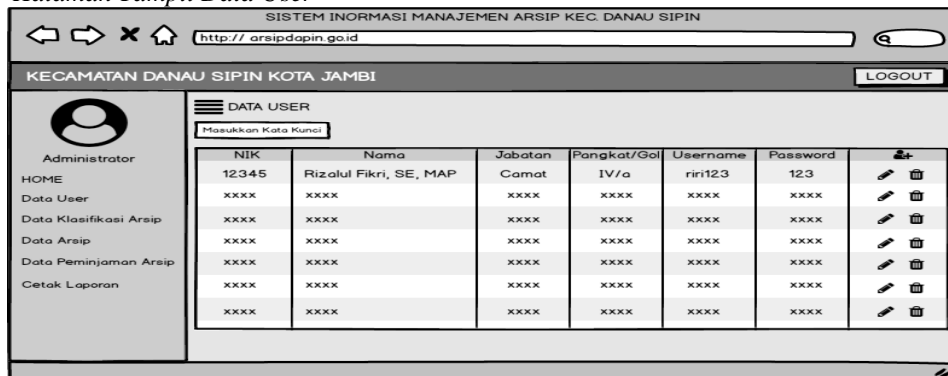 Halaman Tampil Data User
SISTEM INORMASI MANAJEMEN ARSIP KEC. DANAU SIPIN
http:// arsipdapin.go.id
KECAMATAN DANAU SIPIN KOTA JAMBI
LOGOUT
Administrator
HOME
Data User
Data Klasifikasi Arsip
Data Arsip
Data Peminjaman Arsip
Cetak Laporan
DATA USER
Masukkan Kata Kunci
NIK Nama Jabatan Pangkat/Gol Username Password
12345 Rizalul Fikri, SE, MAP Camat IV/a riri123 123
xxxx xxxx xxxx xxxx xxxx xxxx
xxxx xxxx xxxx xxxx xxxx xxxx
xxxx xxxx xxxx xxxx xxxx xxxx
xxxx xxxx xxxx xxxx xxxx xxxx
xxxx xxxx xxxx xxxx xxxx xxxx
xxxx xxxx xxxx xxxx xxxx xxxx